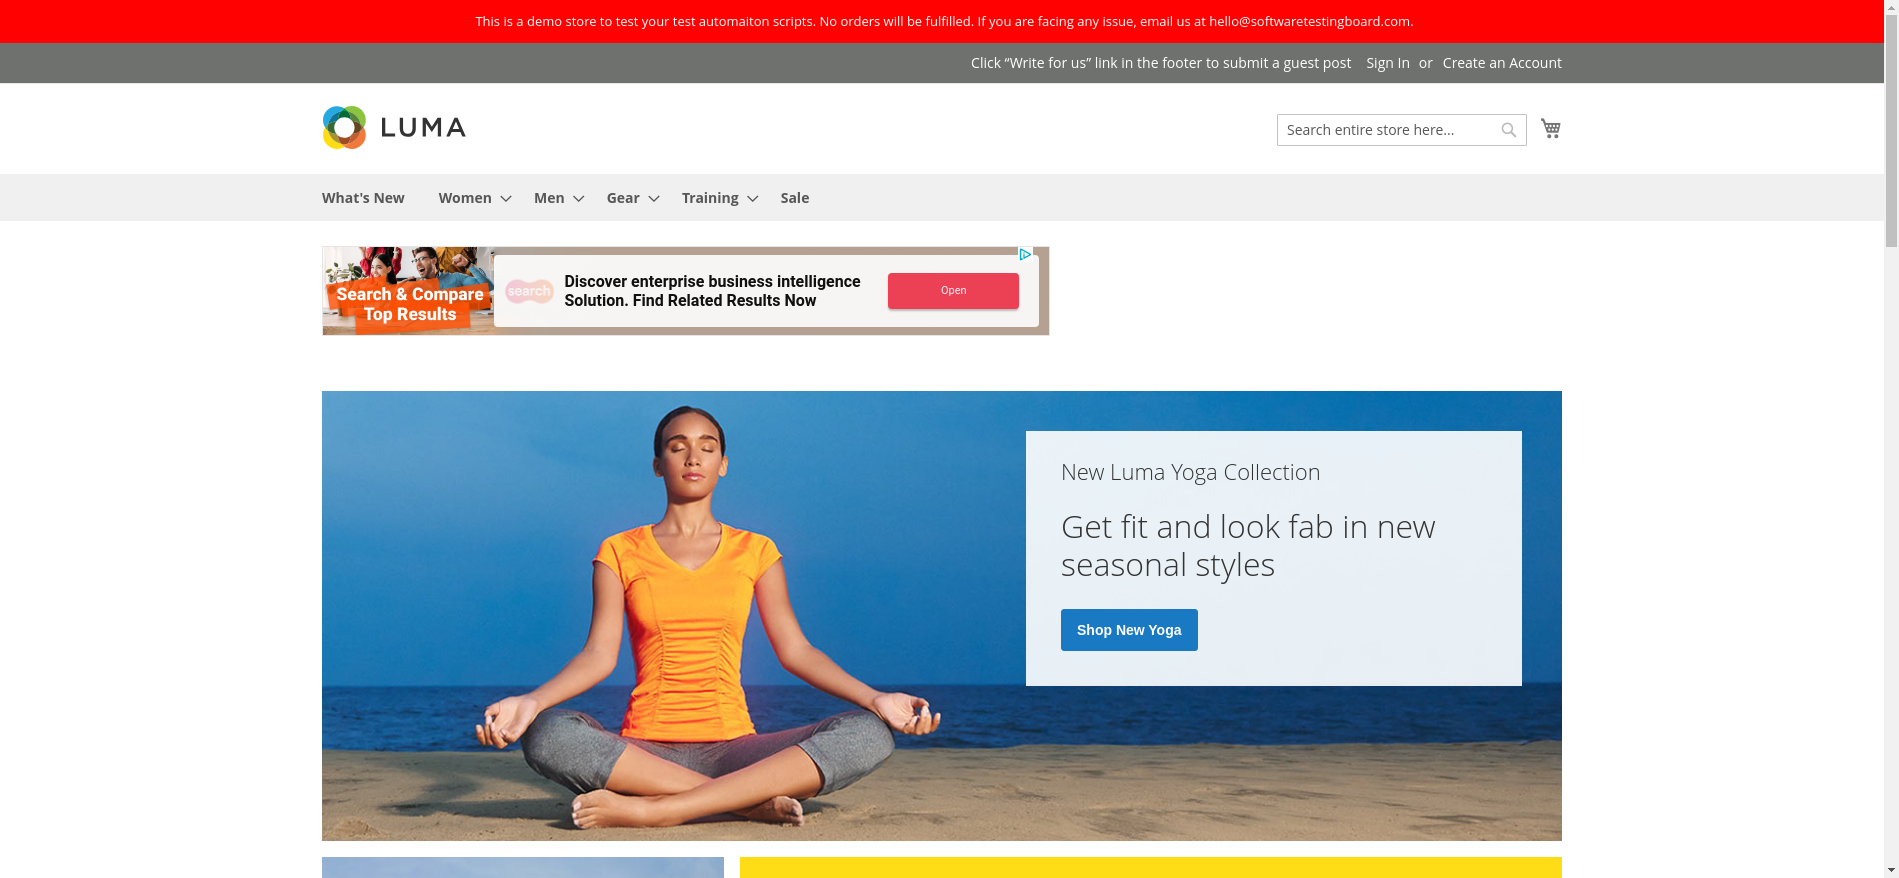 This is a demo store to test your test automaiton scripts. No orders will be fulfilled. If you are facing any issue, email us at hello@softwaretestingboard.com.
Click “Write for us” link in the footer to submit a guest post Sign In or Create an Account
LUMA
Search entire store here...
What's New Women Men Gear Training Sale
Search & Compare
Top Results
search
Discover enterprise business intelligence
Solution. Find Related Results Now
Open
New Luma Yoga Collection
Get fit and look fab in new
seasonal styles
Shop New Yoga